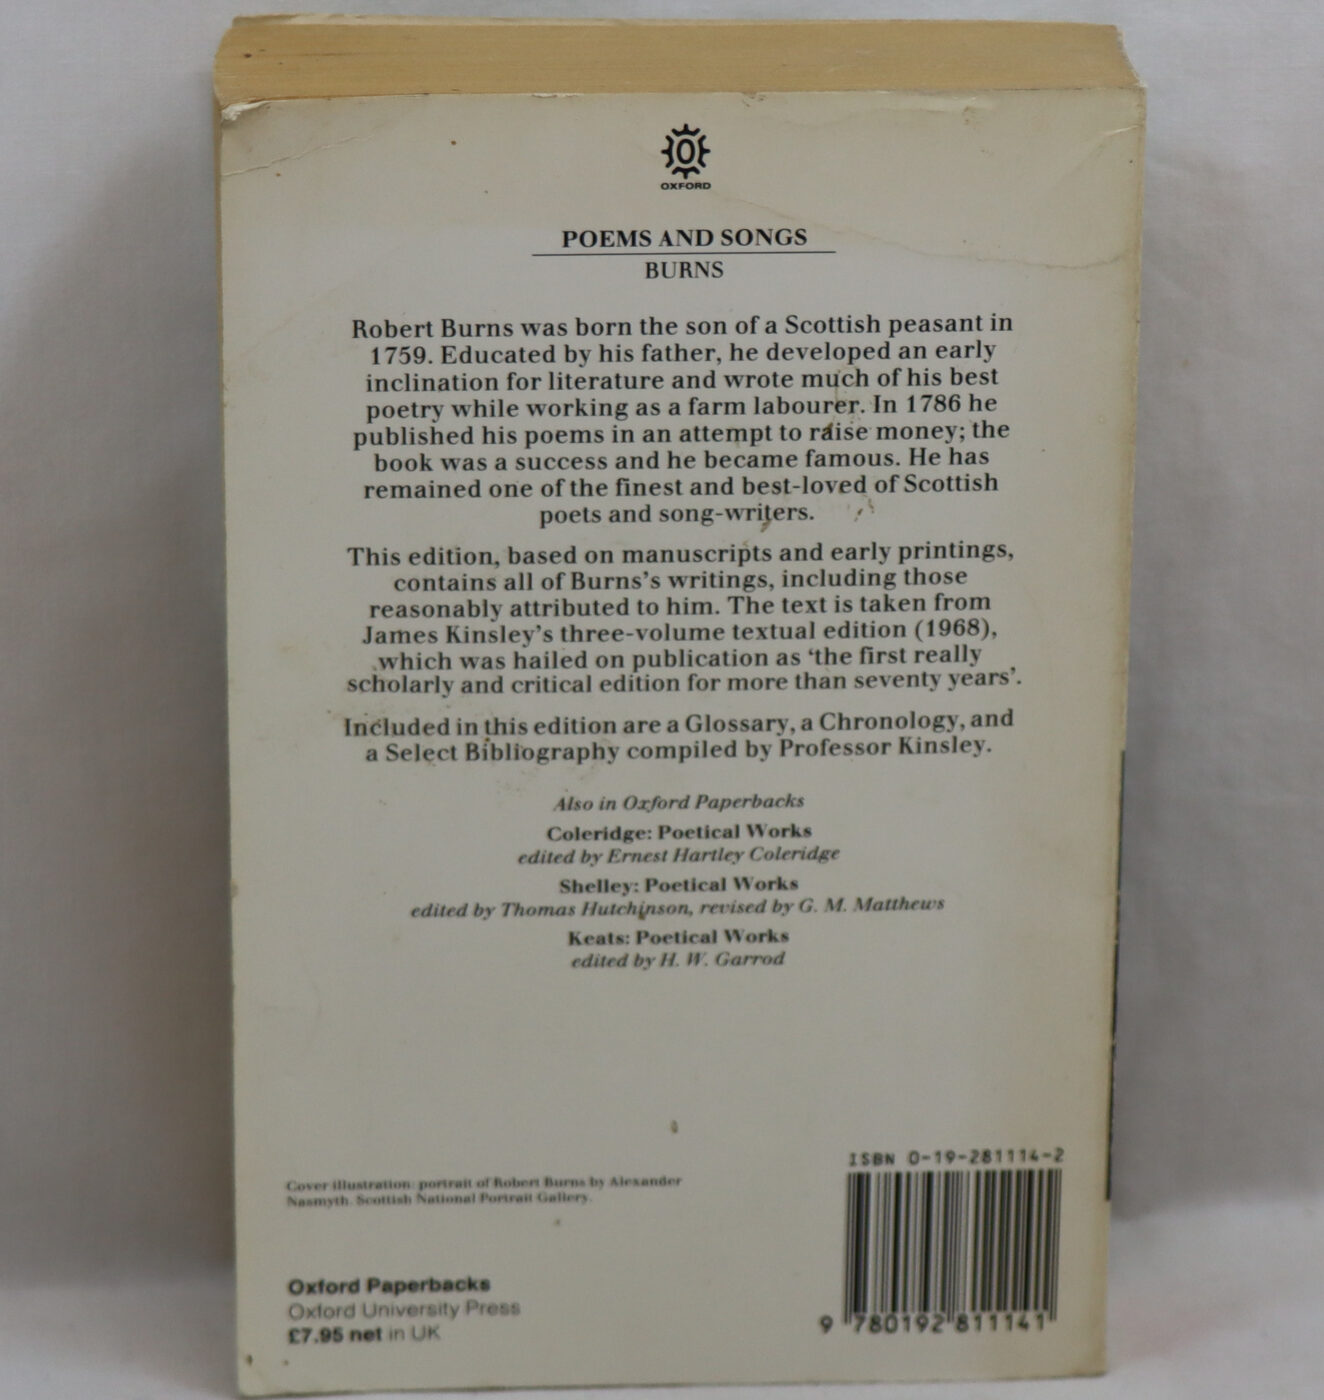 O
OXFORD
POEMS AND SONGS
BURNS
Robert Burns was born the son of a Scottish peasant in
1759. Educated by his father, he developed an early
inclination for literature and wrote much of his best
poetry while working as a farm labourer. In 1786 he
published his poems in an attempt to raise money; the
book was a success and he became famous. He has
remained one of the finest and best-loved of Scottish
poets and song-writers.
This edition, based on manuscripts and early printings,
contains all of Burns's writings, including those
reasonably attributed to him. The text is taken from
James Kinsley's three-volume textual edition (1968),
which was hailed on publication as 'the first really
scholarly and critical edition for more than seventy years'.
Included in this edition are a Glossary, a Chronology, and
a Select Bibliography compiled by Professor Kinsley.
Also in Oxford Paperbacks
Coleridge: Poetical Works
edited by Ernest Hartley Coleridge
Shelley: Poetical Works
edited by Thomas Hutchinson, revised by G. M. Matthews
Keats: Poetical Works
edited by H. W. Garrod
Cover illustration: portrait of Robert Burns by Alexander
Nasmyth. Scottish National Portrait Gallery.
Oxford Paperbacks
Oxford University Press
£7.95 net in UK
ISBN 0-19-281114-2
9 780192 811141